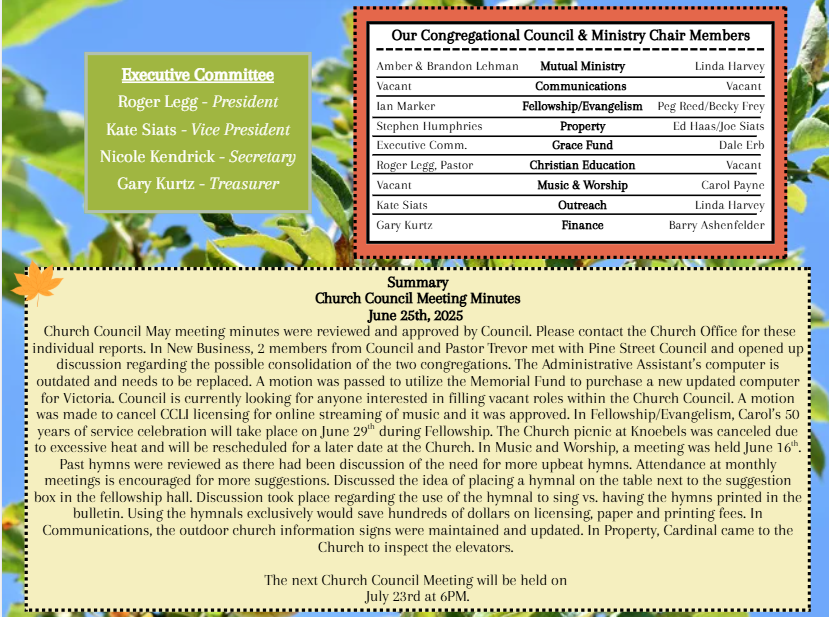 Executive Committee
Roger Legg - President
Kate Siats - Vice President
Nicole Kendrick - Secretary
Gary Kurtz - Treasurer
Our Congregational Council & Ministry Chair Members
Amber & Brandon Lehman Mutual Ministry Linda Harvey
Vacant Communications Vacant
Ian Marker Fellowship/Evangelism Peg Reed/Becky Frey
Stephen Humphries Property Ed Haas/Joe Siats
Executive Comm. Grace Fund Dale Erb
Roger Legg, Pastor Christian Education Vacant
Vacant Music & Worship Carol Payne
Kate Siats Outreach Linda Harvey
Gary Kurtz Finance Barry Ashenfelder
Summary
Church Council Meeting Minutes
June 25th, 2025
Church Council May meeting minutes were reviewed and approved by Council. Please contact the Church Office for these
individual reports. In New Business, 2 members from Council and Pastor Trevor met with Pine Street Council and opened up
discussion regarding the possible consolidation of the two congregations. The Administrative Assistant's computer is
outdated and needs to be replaced. A motion was passed to utilize the Memorial Fund to purchase a new updated computer
for Victoria. Council is currently looking for anyone interested in filling vacant roles within the Church Council. A motion
was made to cancel CCLI licensing for online streaming of music and it was approved. In Fellowship/Evangelism, Carol's 50
years of service celebration will take place on June 29th during Fellowship. The Church picnic at Knoebels was canceled due
to excessive heat and will be rescheduled for a later date at the Church. In Music and Worship, a meeting was held June 16th.
Past hymns were reviewed as there had been discussion of the need for more upbeat hymns. Attendance at monthly
meetings is encouraged for more suggestions. Discussed the idea of placing a hymnal on the table next to the suggestion
box in the fellowship hall. Discussion took place regarding the use of the hymnal to sing vs. having the hymns printed in the
bulletin. Using the hymnals exclusively would save hundreds of dollars on licensing, paper and printing fees. In
Communications, the outdoor church information signs were maintained and updated. In Property, Cardinal came to the
Church to inspect the elevators.
The next Church Council Meeting will be held on
July 23rd at 6PM.